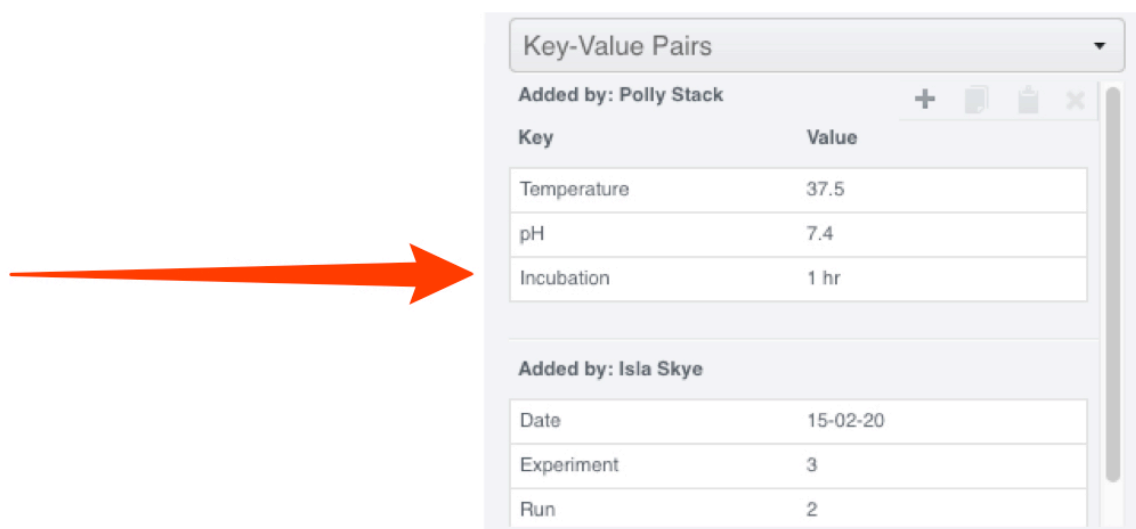 Key-Value Pairs
Added by: Polly Stack
Key Value
Temperature 37.5
pH 7.4
Incubation 1 hr
Added by: Isla Skye
Date 15-02-20
Experiment 3
Run 2